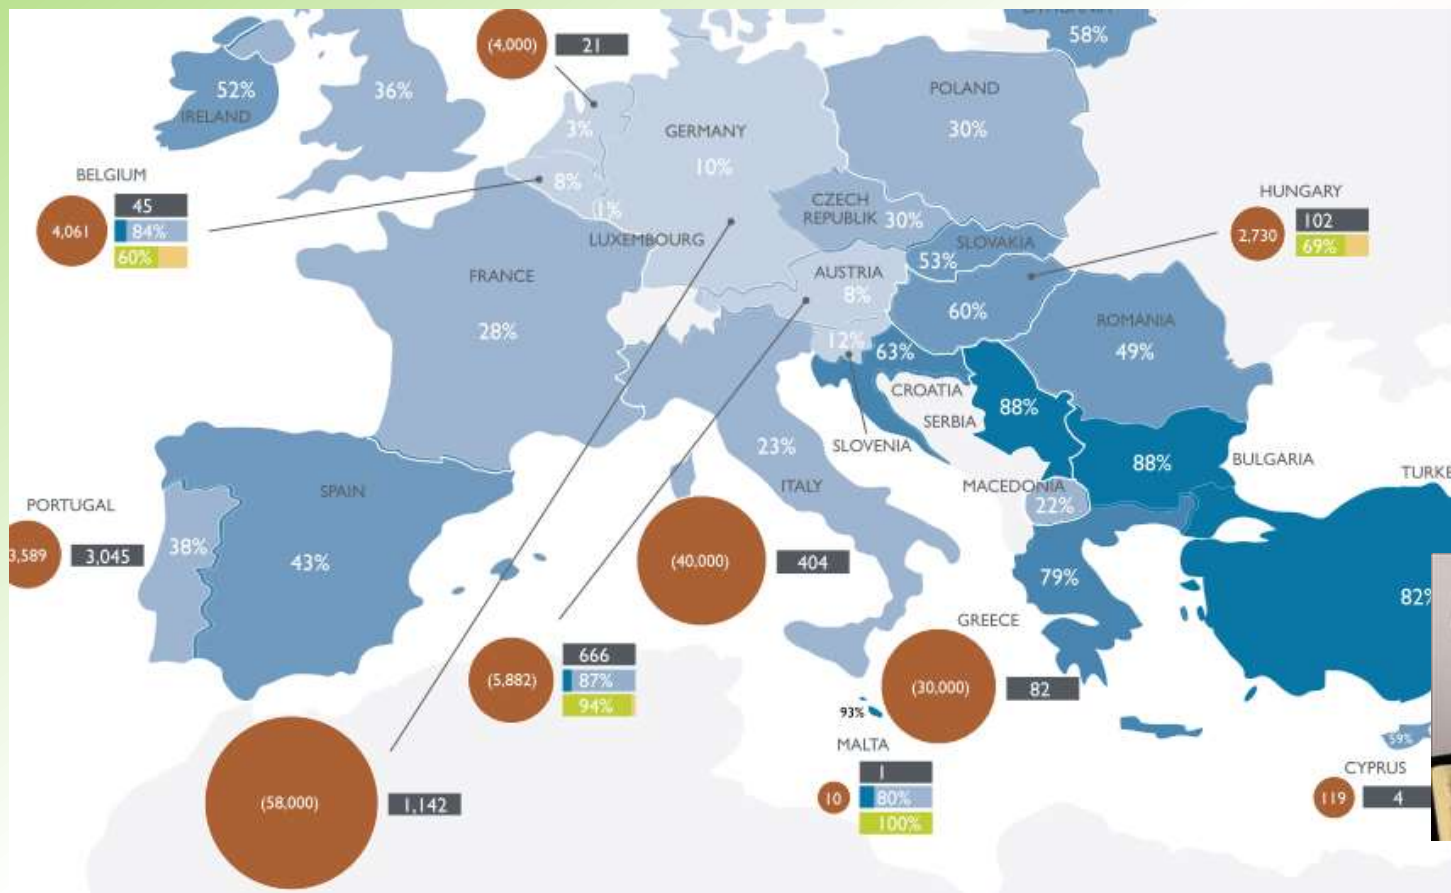 (4,000)
21
58%
52%
IRELAND
36%
POLAND
30%
3%
GERMANY
10%
BELGIUM
45
4,061
84%
60%
8%
1%
LUXEMBOURG
CZECH
REPUBLIK
30%
HUNGARY
102
2,730
69%
SLOVAKIA
53%
FRANCE
28%
AUSTRIA
8%
60%
ROMANIA
49%
12%
63%
CROATIA
SERBIA
88%
SLOVENIA
23%
ITALY
88%
BULGARIA
MACEDONIA
22%
TURKE
82%
PORTUGAL
3,589
3,045
38%
SPAIN
43%
(40,000)
404
79%
GREECE
(5,882)
666
87%
94%
(30,000)
82
93%
MALTA
1
10
80%
100%
59%
CYPRUS
119
4
(58,000)
1,142